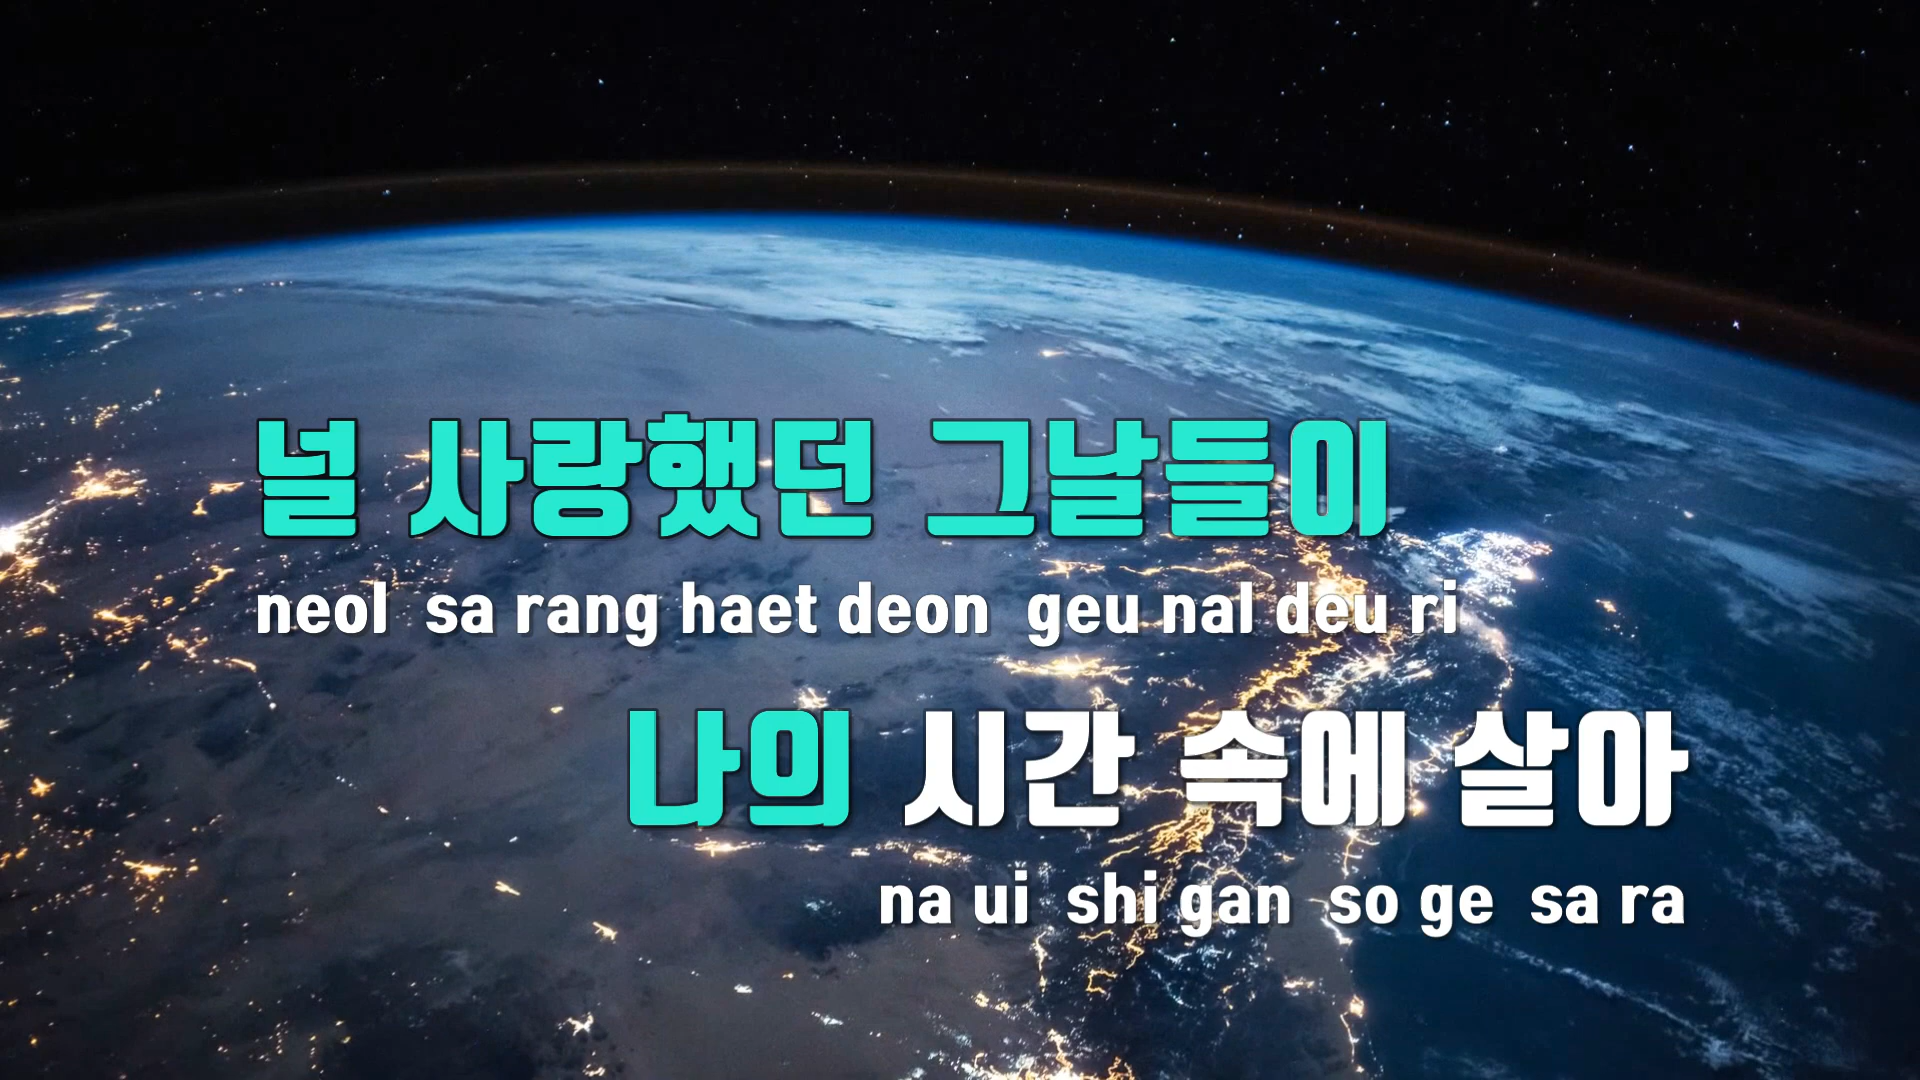 널 사랑했던 그날들이
neol sa rang haet deon geu nal deu ri
나의 시간 속에 살아
na ui shi gan so ge sa ra